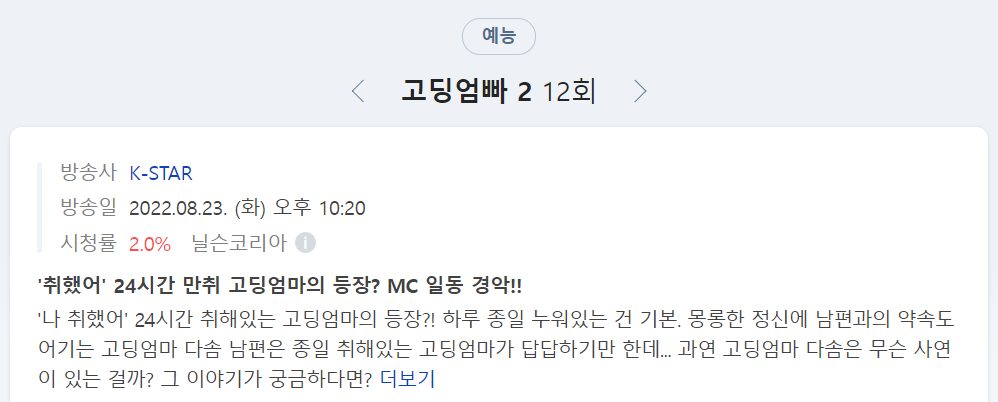 예능
고딩엄빠 2 12회
방송사 K-STAR
방송일 2022.08.23. (화) 오후 10:20
시청률 2.0% 닐슨코리아
'취했어' 24시간 만취 고딩엄마의 등장? MC 일동 경악!!
'나 취했어' 24시간 취해있는 고딩엄마의 등장?! 하루 종일 누워있는 건 기본. 몽롱한 정신에 남편과의 약속도
어기는 고딩엄마 다솜 남편은 종일 취해있는 고딩엄마가 답답하기만 한데... 과연 고딩엄마 다솜은 무슨 사연
이 있는 걸까? 그 이야기가 궁금하다면? 더보기